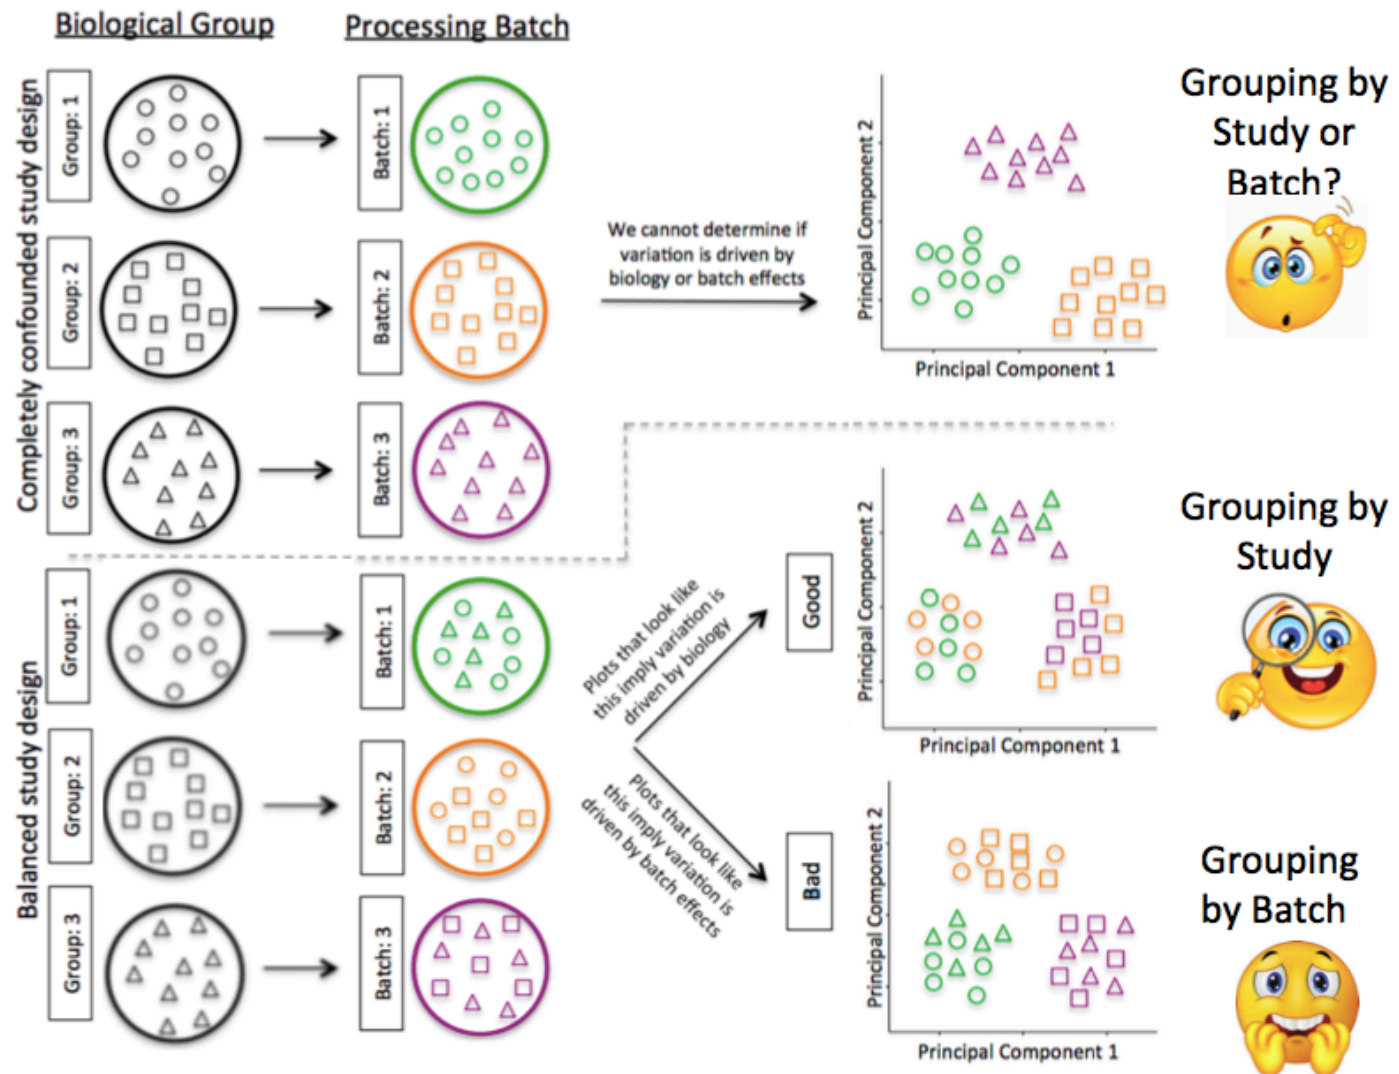 Biological Group
Processing Batch
Completely confounded study design
Group: 1
Batch: 1
Group: 2
Batch: 2
Group: 3
Batch: 3
We cannot determine if
variation is driven by
biology or batch effects
Principal Component 2
Principal Component 1
Grouping by
Study or
Batch?
Balanced study design
Group: 1
Batch: 1
Group: 2
Batch: 2
Group: 3
Batch: 3
Plots that look like
this imply variation is
driven by biology
Good
Principal Component 2
Principal Component 1
Grouping by
Study
Plots that look like
this imply variation is
driven by batch effects
Bad
Principal Component 2
Principal Component 1
Grouping
by Batch